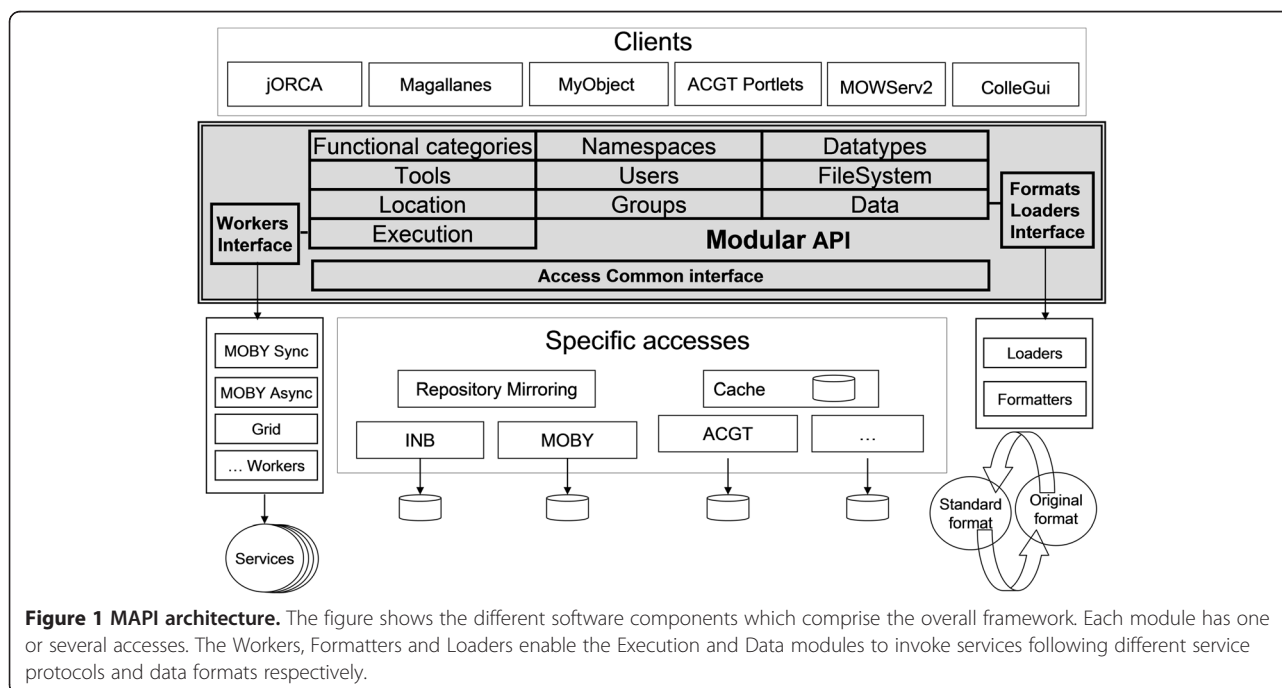 Clients
jORCA
Magallanes
MyObject
ACGT Portlets
MOWServ2
ColleGui
Functional categories
Namespaces
Datatypes
Tools
Users
FileSystem
Location
Groups
Data
Execution
Modular API
Workers
Interface
Formats
Loaders
Interface
Access Common interface
MOBY Sync
MOBY Async
Grid
... Workers
Services
Specific accesses
Repository Mirroring
Cache
INB
MOBY
ACGT
...
Loaders
Formatters
Standard
format
Original
format
Figure 1 MAPI architecture. The figure shows the different software components which comprise the overall framework. Each module has one
or several accesses. The Workers, Formatters and Loaders enable the Execution and Data modules to invoke services following different service
protocols and data formats respectively.